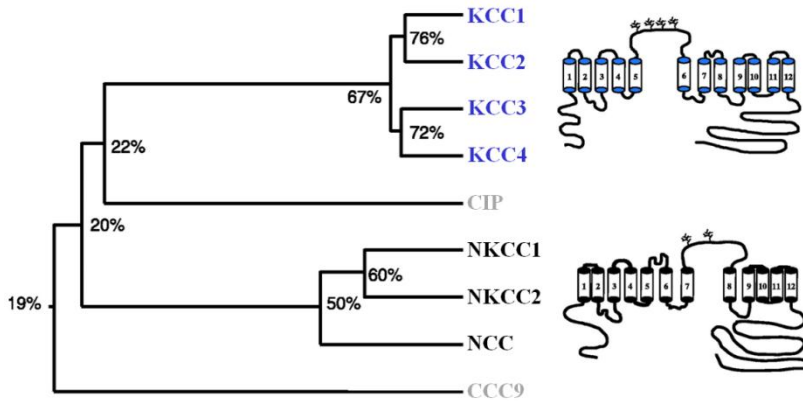 KCC1
76%
KCC2
67%
KCC3
72%
KCC4
22%
CIP
20%
NKCC1
60%
NKCC2
50%
19%
NCC
CCC9
1 2 3 4 5 6 7 8 9 10 11 12
1 2 3 4 5 6 7 8 9 10 11 12